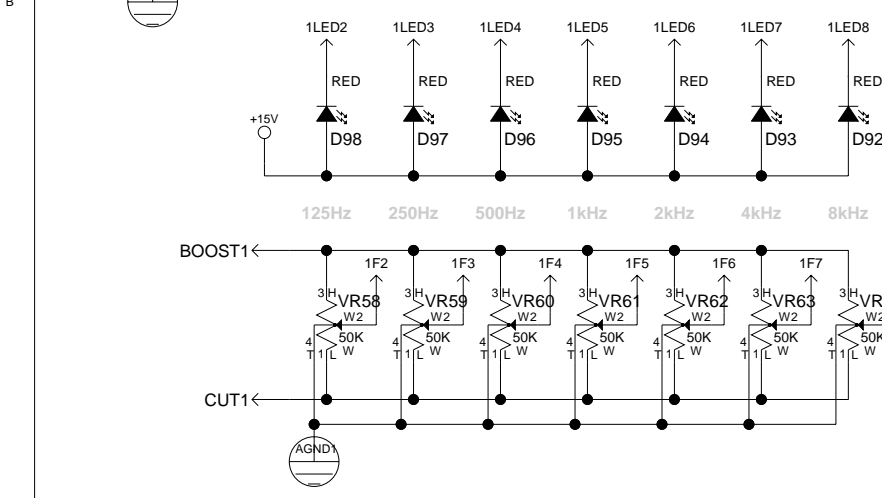 B
1LED2 1LED3 1LED4 1LED5 1LED6 1LED7 1LED8
RED RED RED RED RED RED RED
+15V
D98 D97 D96 D95 D94 D93 D92
125Hz 250Hz 500Hz 1kHz 2kHz 4kHz 8kHz
BOOST1
1F2 1F3 1F4 1F5 1F6 1F7
3 H 3 H 3 H 3 H 3 H 3 H 3 H
VR58 VR59 VR60 VR61 VR62 VR63 VR
W2 W2 W2 W2 W2 W2 W2
50K 50K 50K 50K 50K 50K 50K
4 4 4 4 4 4 4
T 1 L W T 1 L W T 1 L W T 1 L W T 1 L W T 1 L W T 1 L W
CUT1
AGND1